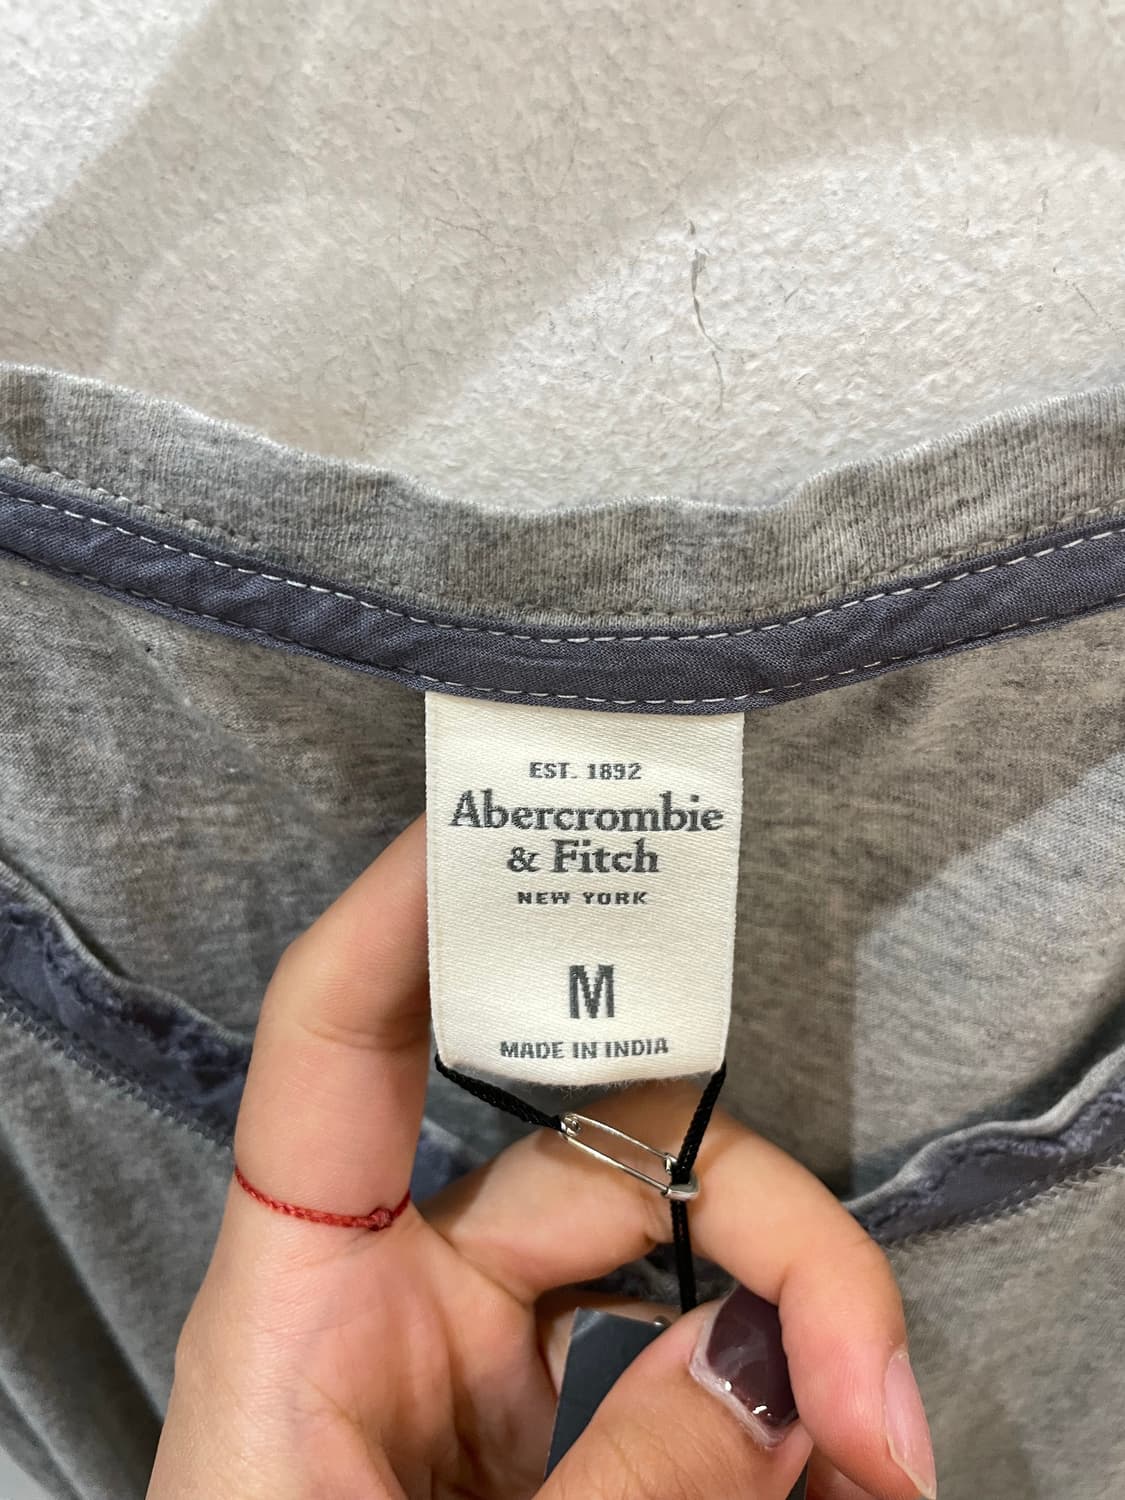 EST. 1892
Abercrombie
& Fitch
NEW YORK
M
MADE IN INDIA